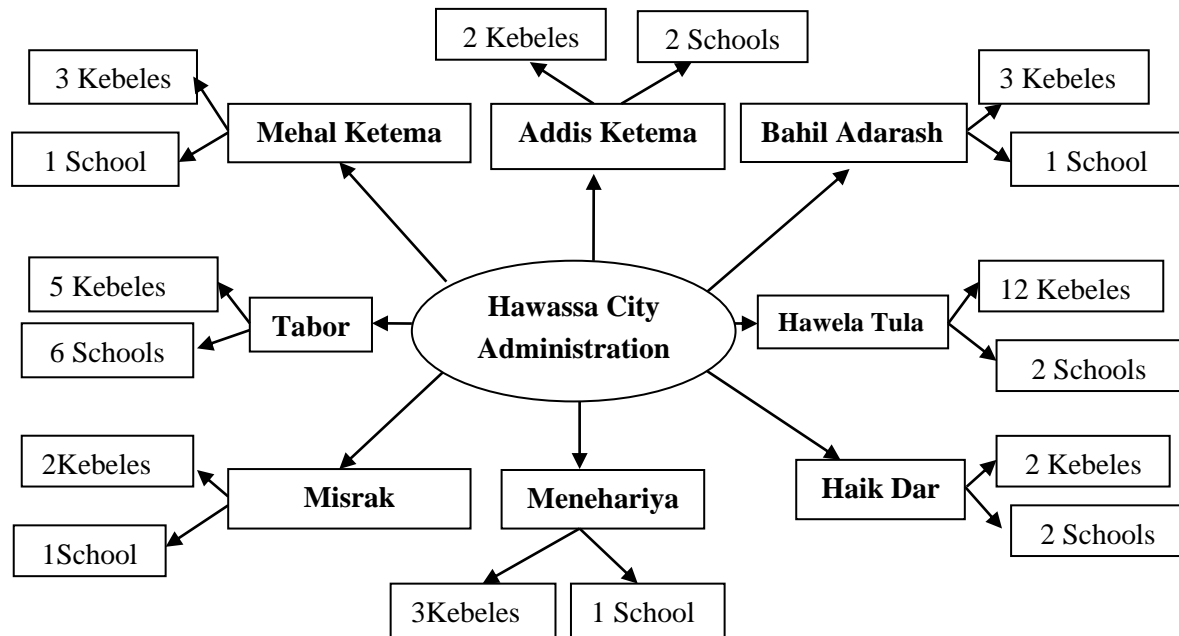 2 Kebeles
2 Schools
3 Kebeles
Mehal Ketema
1 School
Addis Ketema
Bahil Adarash
3 Kebeles
1 School
5 Kebeles
Tabor
6 Schools
Hawassa City
Administration
Hawela Tula
12 Kebeles
2 Schools
2Kebeles
Misrak
1School
Menehariya
3Kebeles
1 School
Haik Dar
2 Kebeles
2 Schools